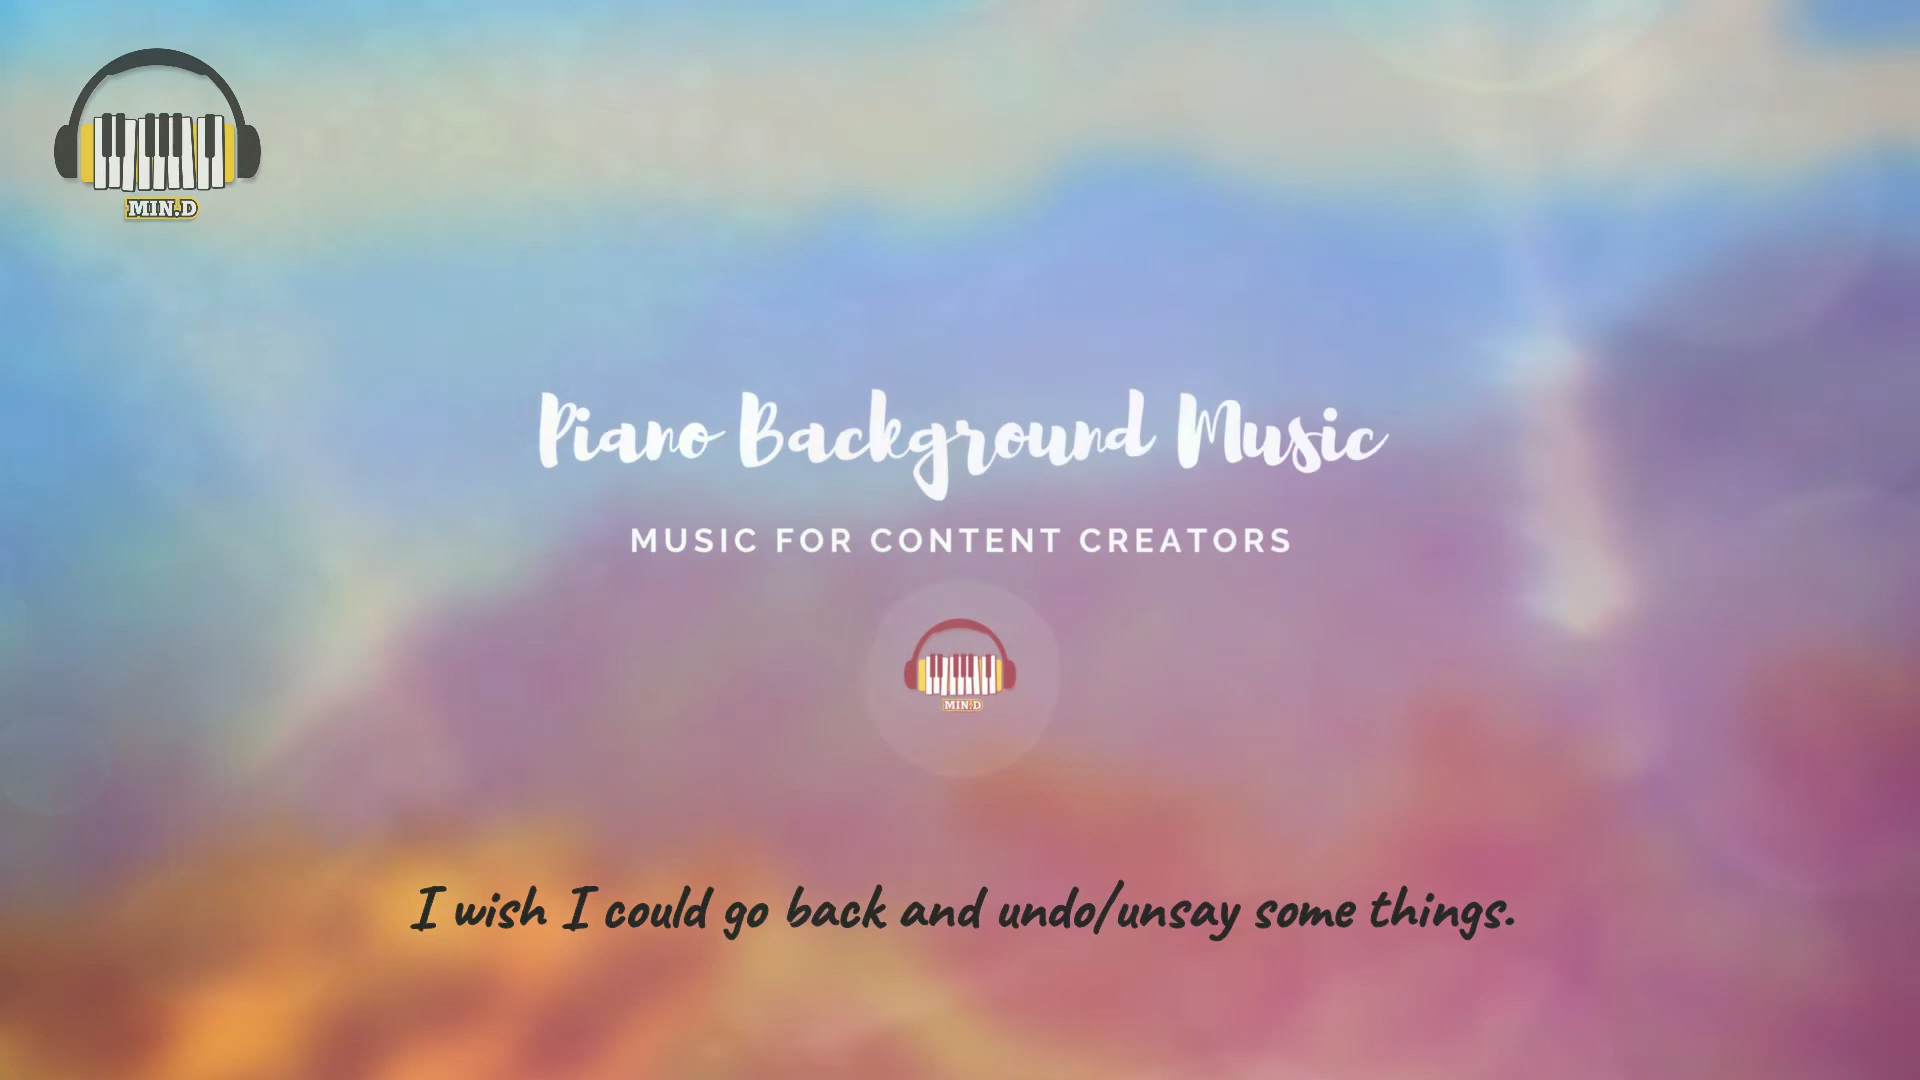 MIN.D
Piano Background Music
MUSIC FOR CONTENT CREATORS
MIN.D
I wish I could go back and undo/unsay some things.